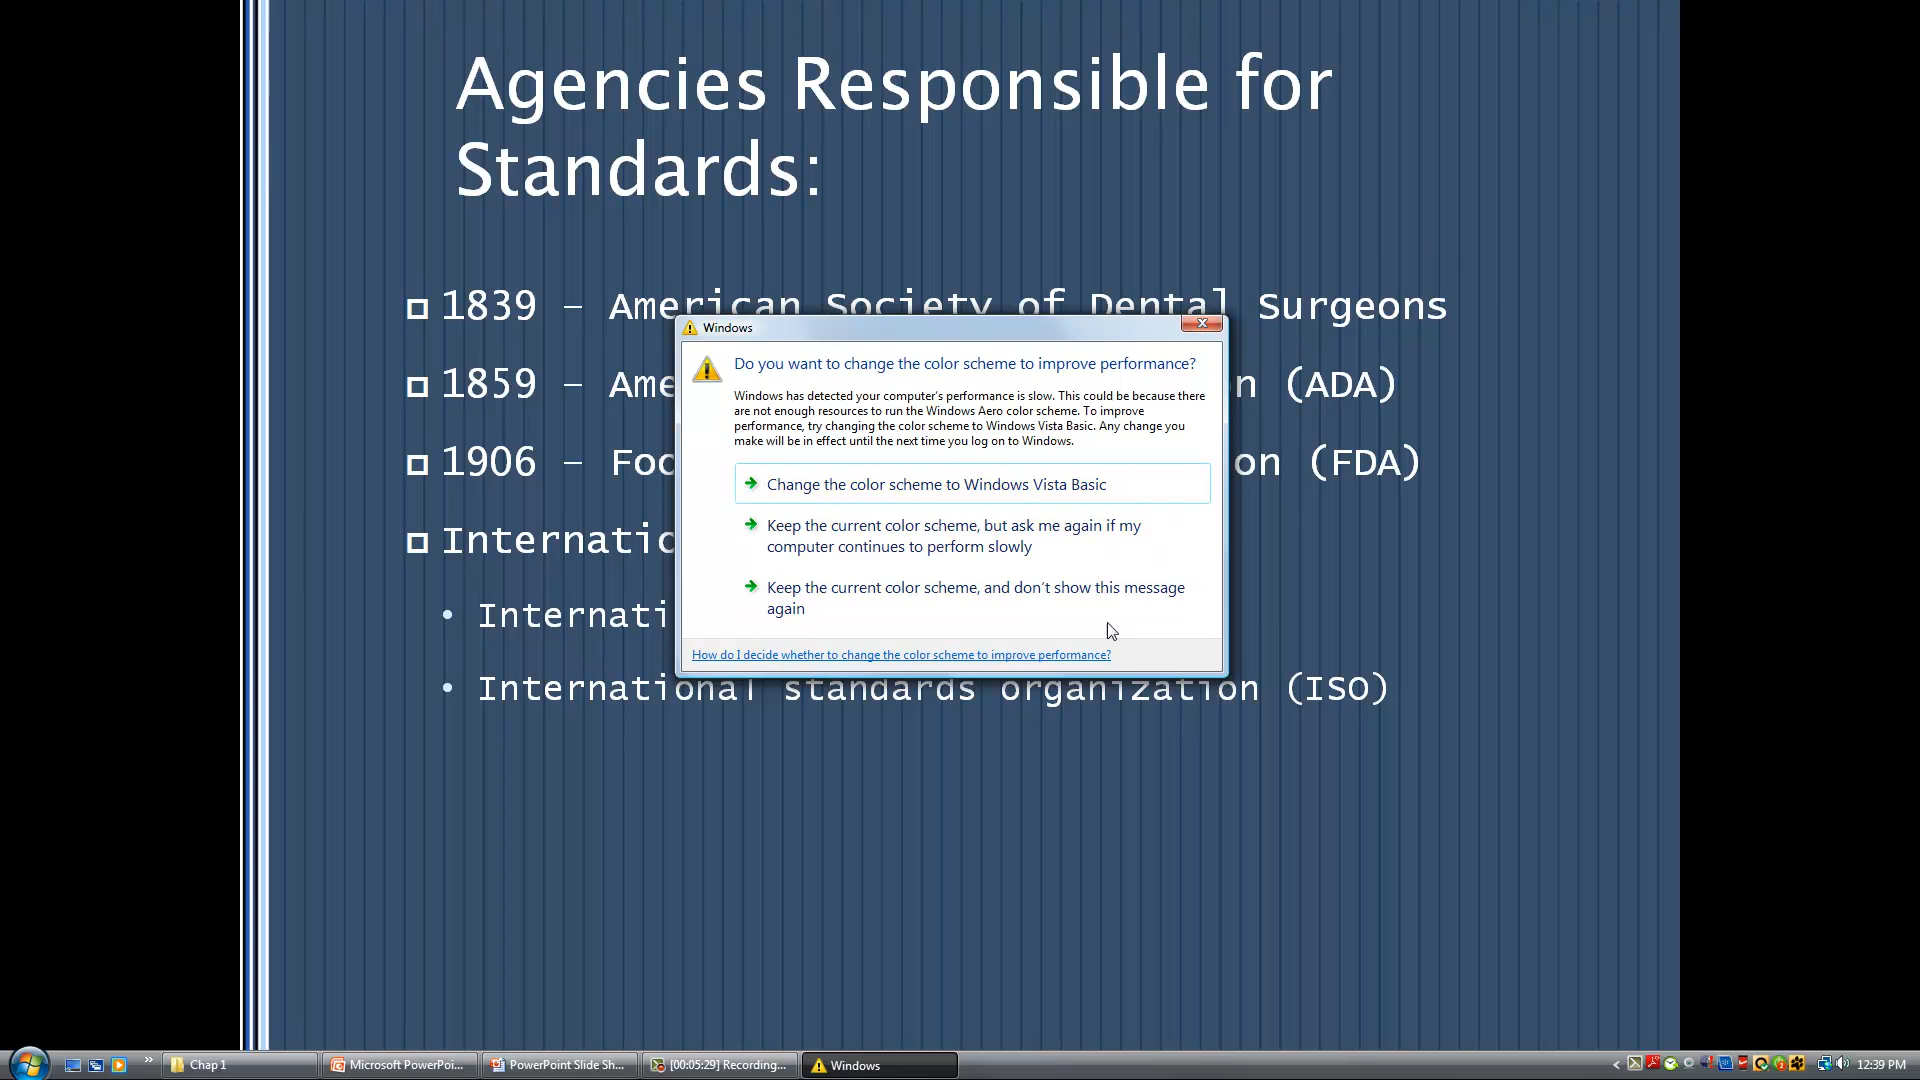 Agencies Responsible for
Standards:
1839 – American Society of Dental Surgeons
Windows
Do you want to change the color scheme to improve performance?
1859 – Ame
n (ADA)
Windows has detected your computer's performance is slow. This could be because there
are not enough resources to run the Windows Aero color scheme. To improve
performance, try changing the color scheme to Windows Vista Basic. Any change you
make will be in effect until the next time you log on to Windows.
1906 – Foo
on (FDA)
Change the color scheme to Windows Vista Basic
Keep the current color scheme, but ask me again if my
computer continues to perform slowly
Internatio
Keep the current color scheme, and don't show this message
again
Internati
How do I decide whether to change the color scheme to improve performance?
International standards organization (ISO)
Chap 1
Microsoft PowerPoi...
PowerPoint Slide Sh...
[00:05:29] Recording...
Windows
12:39 PM